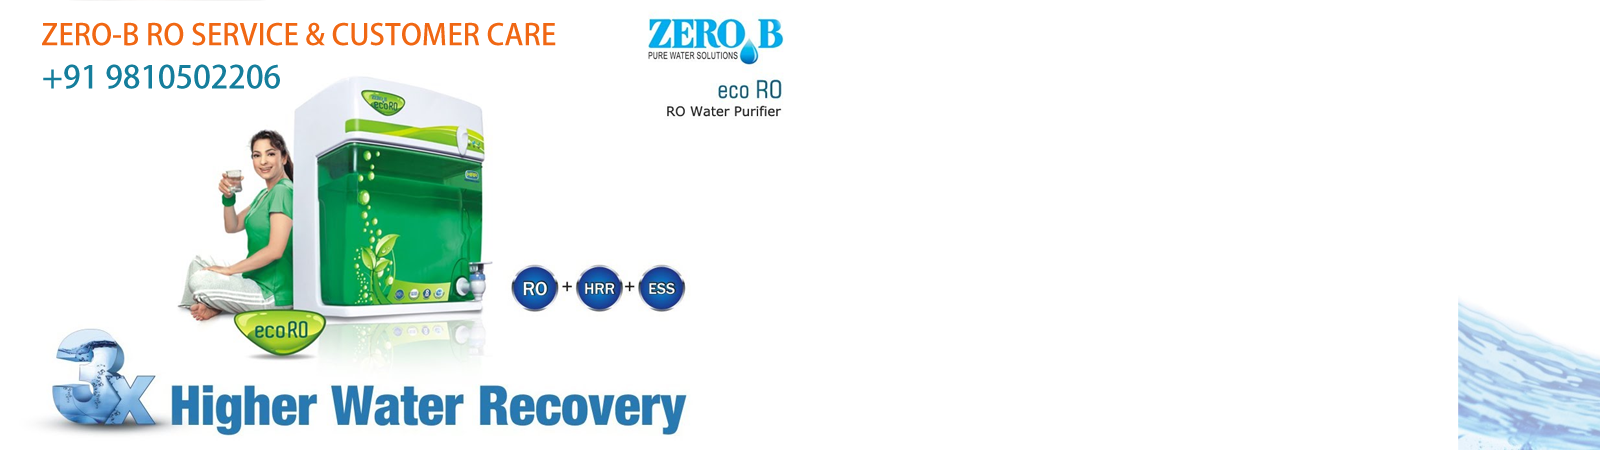 ZERO-B RO SERVICE & CUSTOMER CARE
+91 9810502206
ZERO B
PURE WATER SOLUTIONS
eco RO
RO Water Purifier
ecoRO
RO + HRR + ESS
ecoRO
3x Higher Water Recovery